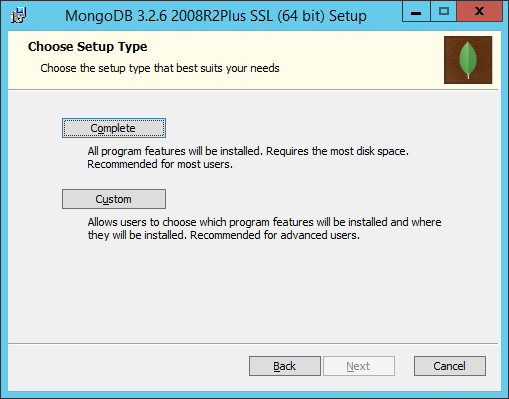 MongoDB 3.2.6 2008R2Plus SSL (64 bit) Setup
Choose Setup Type
Choose the setup type that best suits your needs
Complete
All program features will be installed. Requires the most disk space.
Recommended for most users.
Custom
Allows users to choose which program features will be installed and where
they will be installed. Recommended for advanced users.
Back Next Cancel